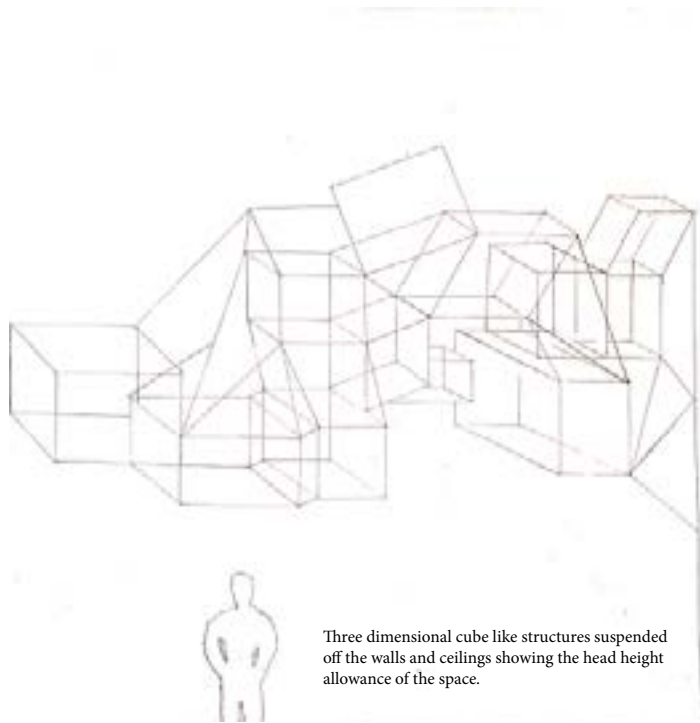 Three dimensional cube like structures suspended
off the walls and ceilings showing the head height
allowance of the space.